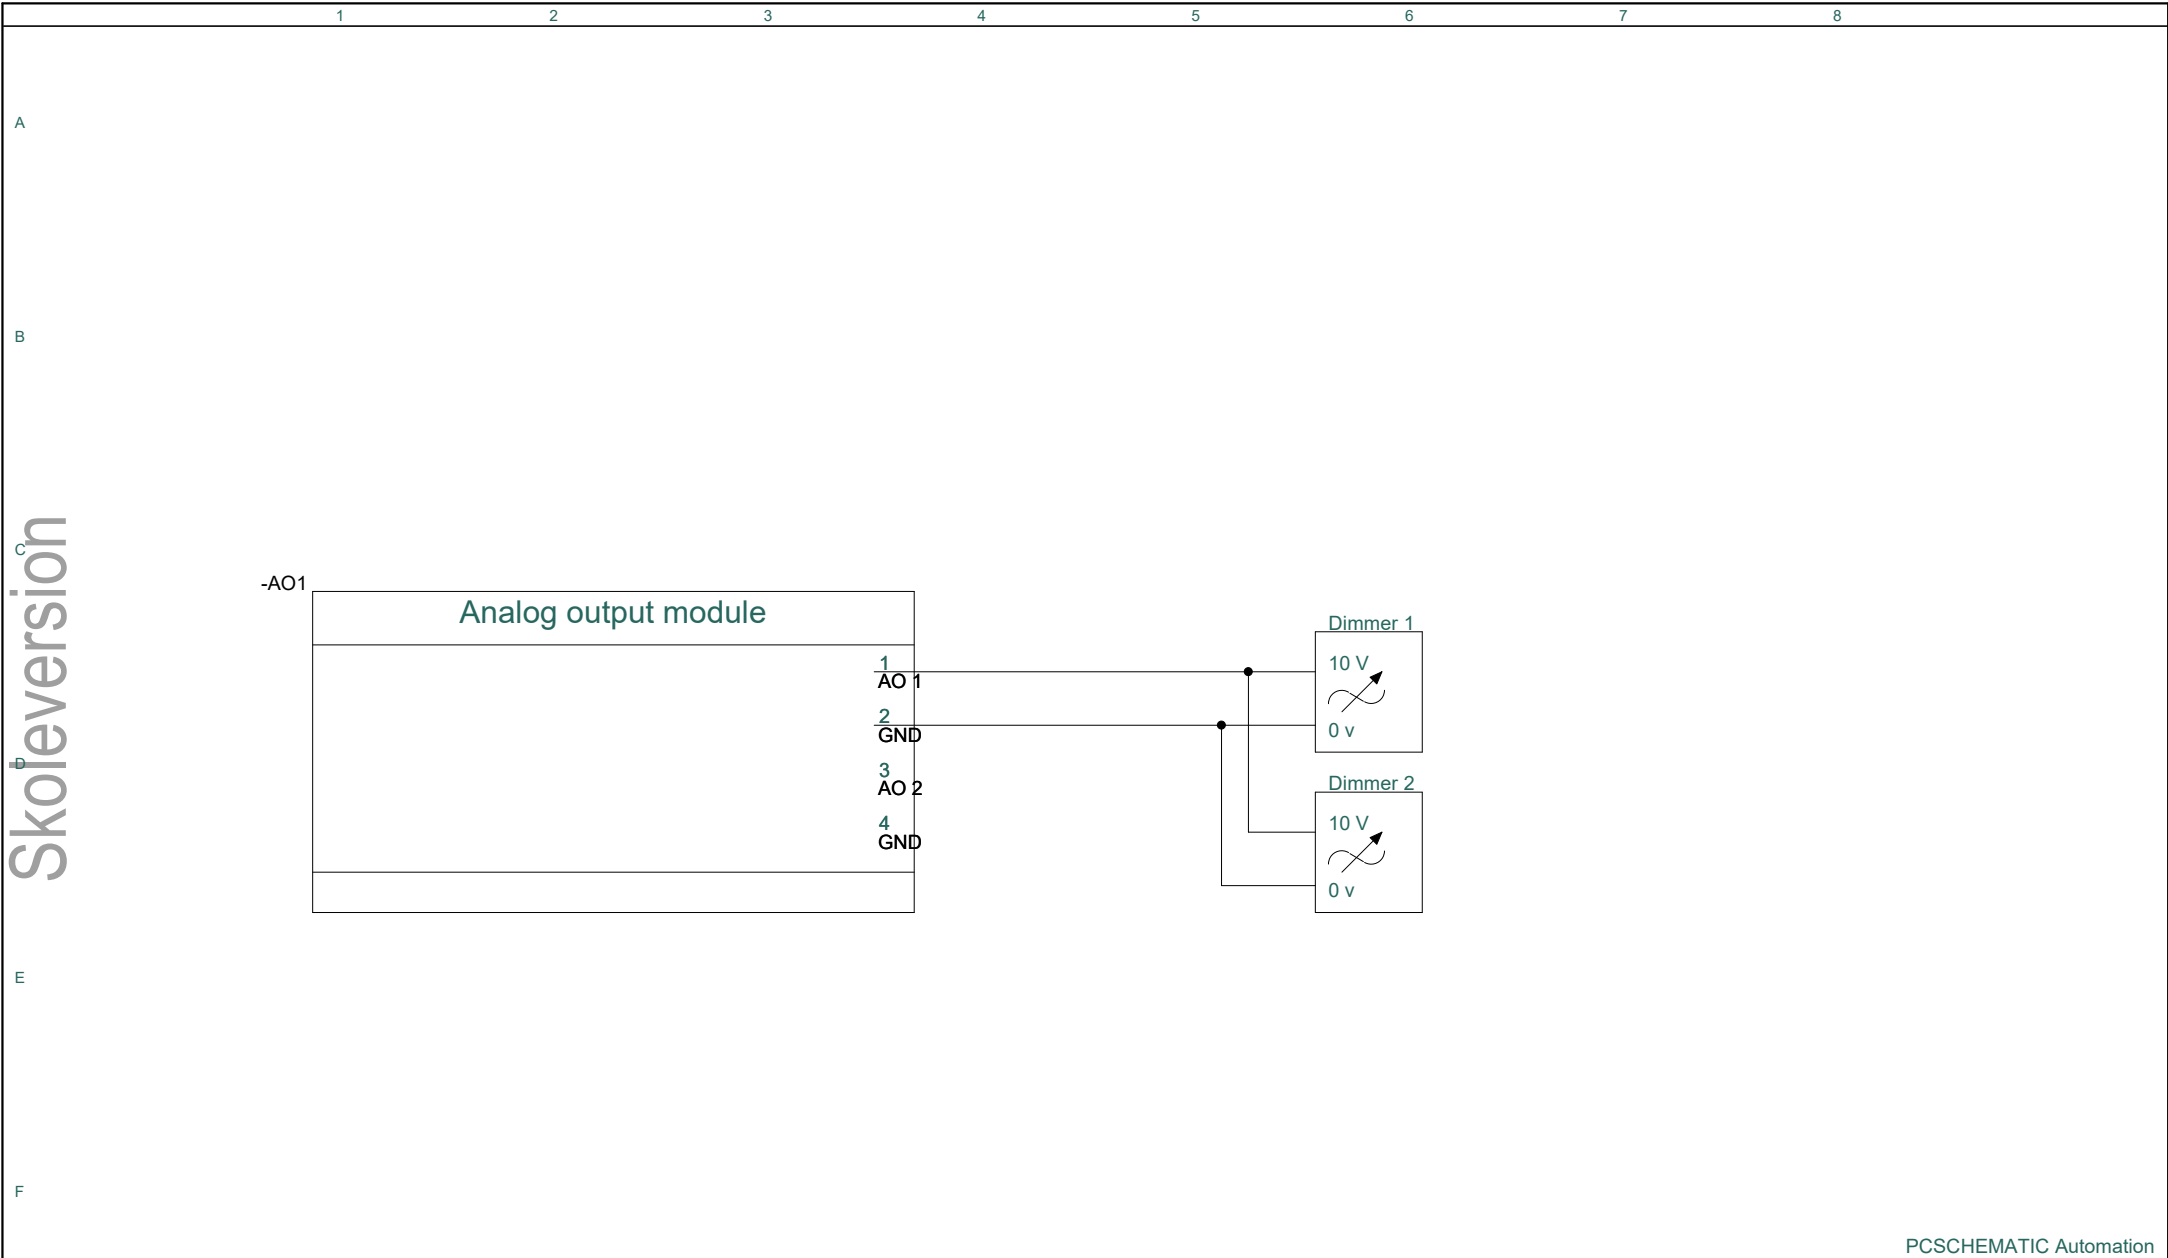 1 2 3 4 5 6 7 8
A
B
C
D
E
F
Skoleversion
-AO1
Analog output module
1
AO 1
2
GND
3
AO 2
4
GND
Dimmer 1
10 V
0 v
Dimmer 2
10 V
0 v
PCSCHEMATIC Automation